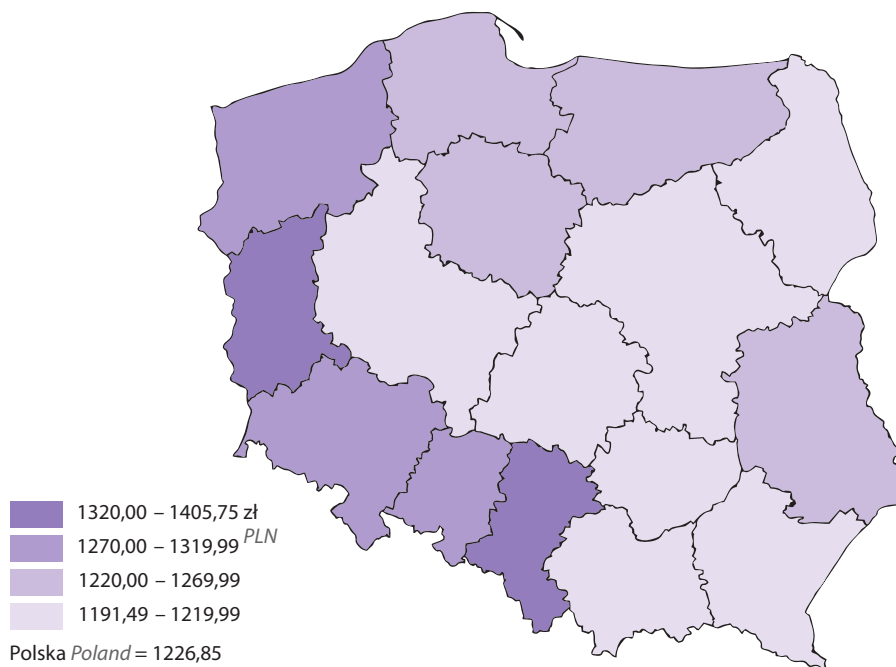 1320,00 – 1405,75 zł
1270,00 – 1319,99 PLN
1220,00 – 1269,99
1191,49 – 1219,99
Polska Poland = 1226,85